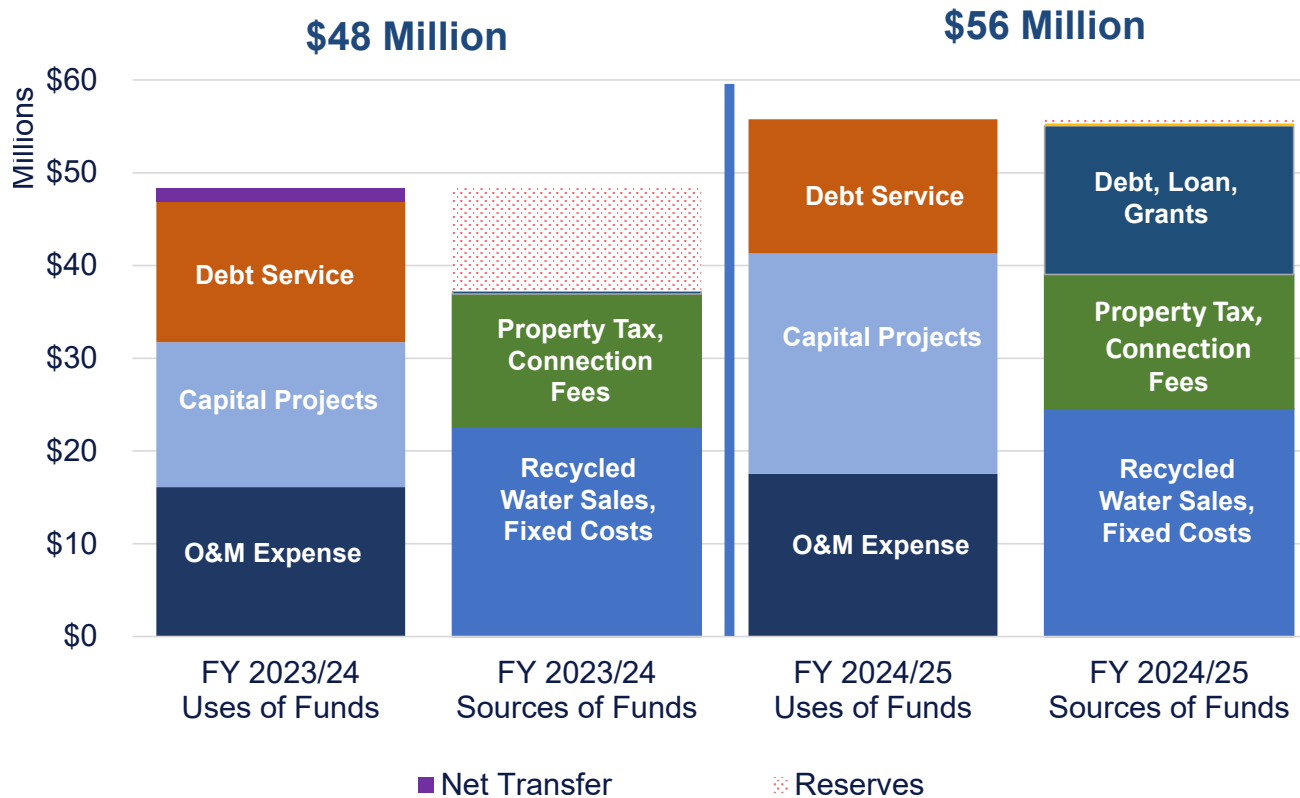 $48 Million
$56 Million
Millions
$60
$50
$40
$30
$20
$10
$0
Debt Service
Capital Projects
O&M Expense
Property Tax,
Connection
Fees
Recycled
Water Sales,
Fixed Costs
Debt Service
Capital Projects
O&M Expense
Debt, Loan,
Grants
Property Tax,
Connection
Fees
Recycled
Water Sales,
Fixed Costs
FY 2023/24
Uses of Funds
FY 2023/24
Sources of Funds
FY 2024/25
Uses of Funds
FY 2024/25
Sources of Funds
Net Transfer
Reserves